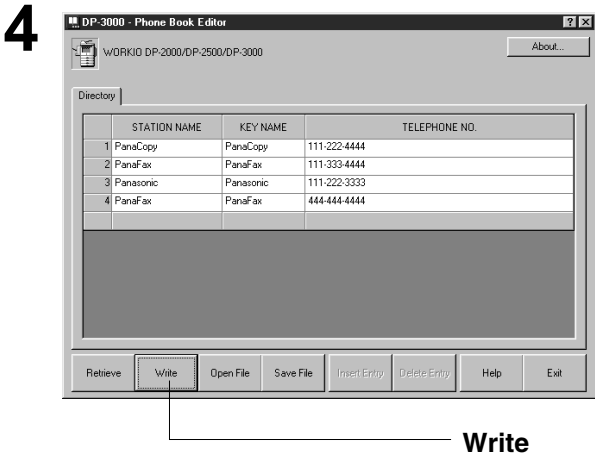 4
DP-3000 - Phone Book Editor
WORKIO DP-2000/DP-2500/DP-3000
About...
Directory
STATION NAME KEY NAME TELEPHONE NO.
1 PanaCopy PanaCopy 111-222-4444
2 PanaFax PanaFax 111-333-4444
3 Panasonic Panasonic 111-222-3333
4 PanaFax PanaFax 444-444-4444
Retrieve Write Open File Save File Insert Entry Delete Entry Help Exit
Write